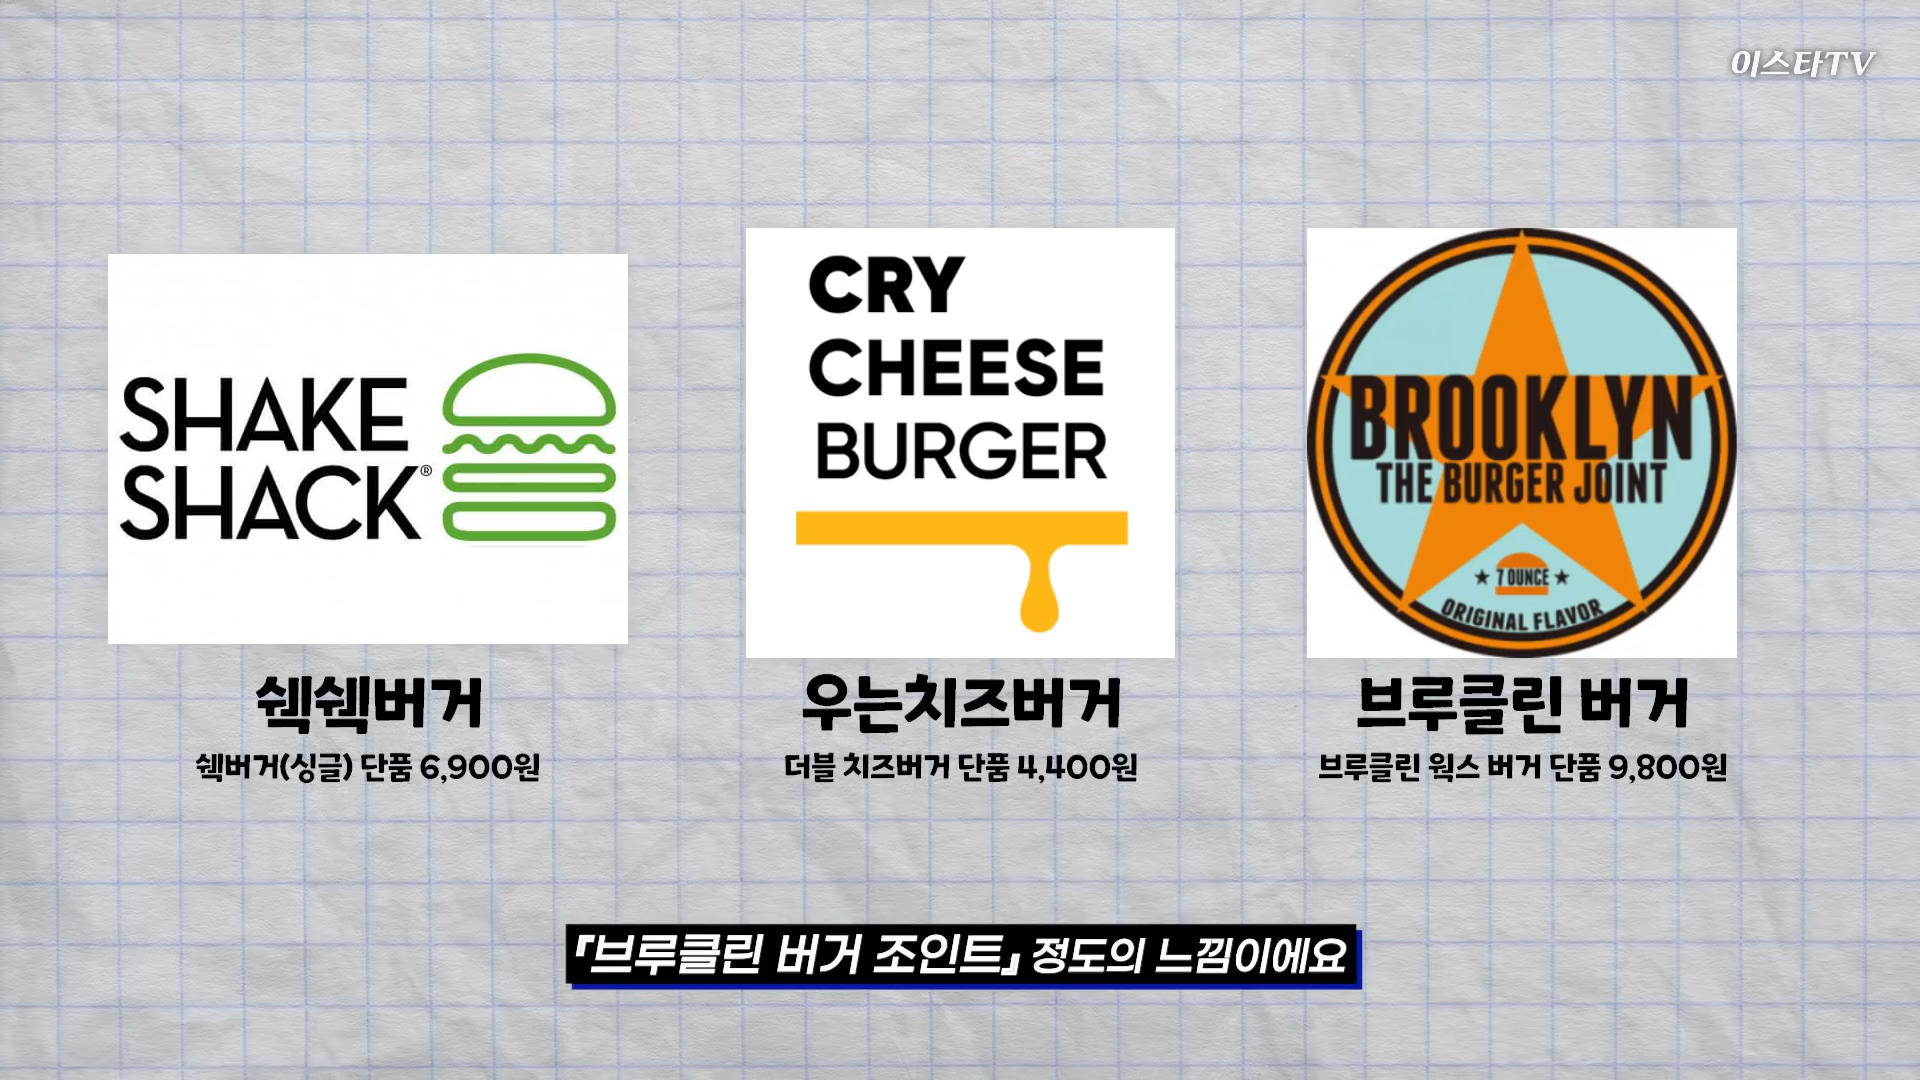 이스타TV
SHAKE
SHACK®
CRY
CHEESE
BURGER
BROOKLYN
THE BURGER JOINT
★ 7 OUNCE ★
ORIGINAL FLAVOR
쉑쉑버거
쉑버거(싱글) 단품 6,900원
우는치즈버거
더블 치즈버거 단품 4,400원
브루클린 버거
브루클린 웍스 버거 단품 9,800원
『브루클린 버거 조인트』 정도의 느낌이에요